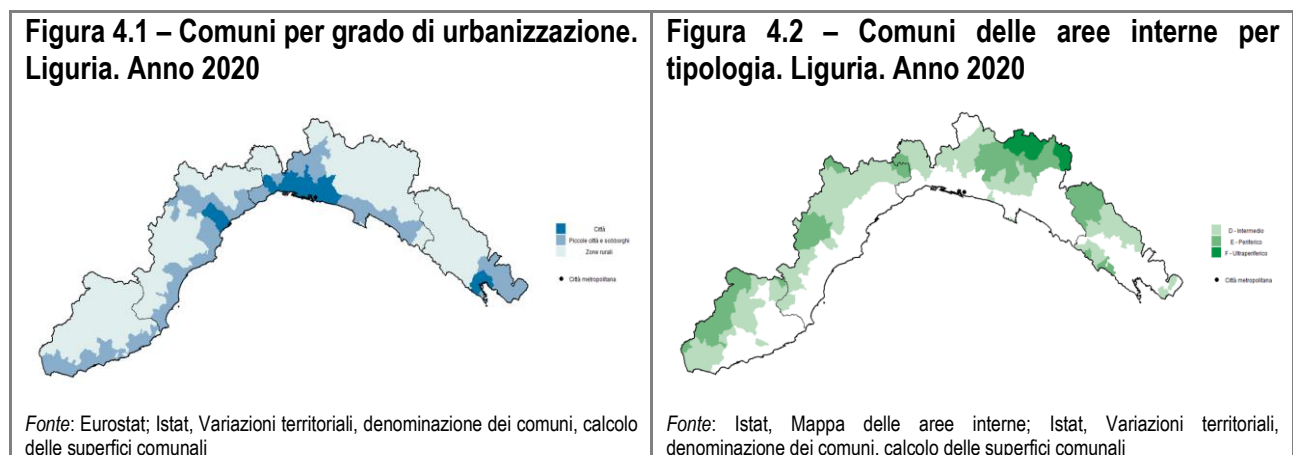 Figura 4.1 – Comuni per grado di urbanizzazione.
Liguria. Anno 2020
Città
Piccole città e sobborghi
Zone rurali
Città metropolitana
Fonte: Eurostat; Istat, Variazioni territoriali, denominazione dei comuni, calcolo
delle superfici comunali
Figura 4.2 – Comuni delle aree interne per
tipologia. Liguria. Anno 2020
D - Intermedio
E - Periferico
F - Ultraperiferico
Città metropolitana
Fonte: Istat, Mappa delle aree interne; Istat, Variazioni territoriali,
denominazione dei comuni, calcolo delle superfici comunali